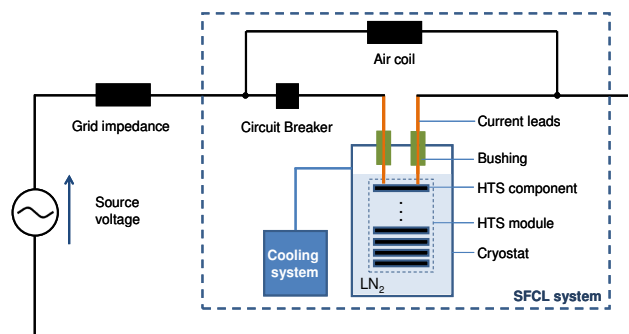 Air coil
Grid impedance
Circuit Breaker
Current leads
Bushing
Source
voltage
HTS component
HTS module
Cooling
system
Cryostat
LN2
SFCL system